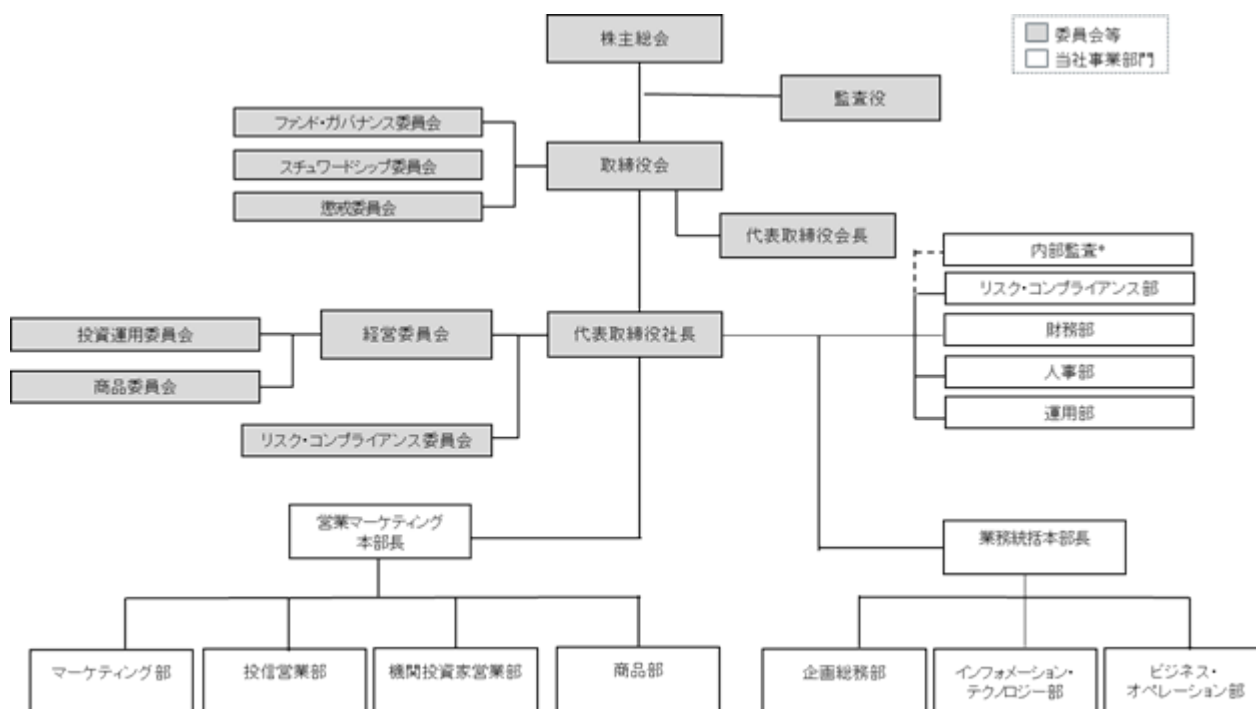 株主総会
委員会等
当社事業部門
監査役
ファンド・ガバナンス委員会
スチュワードシップ委員会
懲戒委員会
取締役会
代表取締役会長
内部監査*
リスク・コンプライアンス部
財務部
人事部
運用部
投資運用委員会
商品委員会
経営委員会
代表取締役社長
リスク・コンプライアンス委員会
営業マーケティング
本部長
業務統括本部長
マーケティング部
投信営業部
機関投資家営業部
商品部
企画総務部
インフォメーション・
テクノロジー部
ビジネス・
オペレーション部